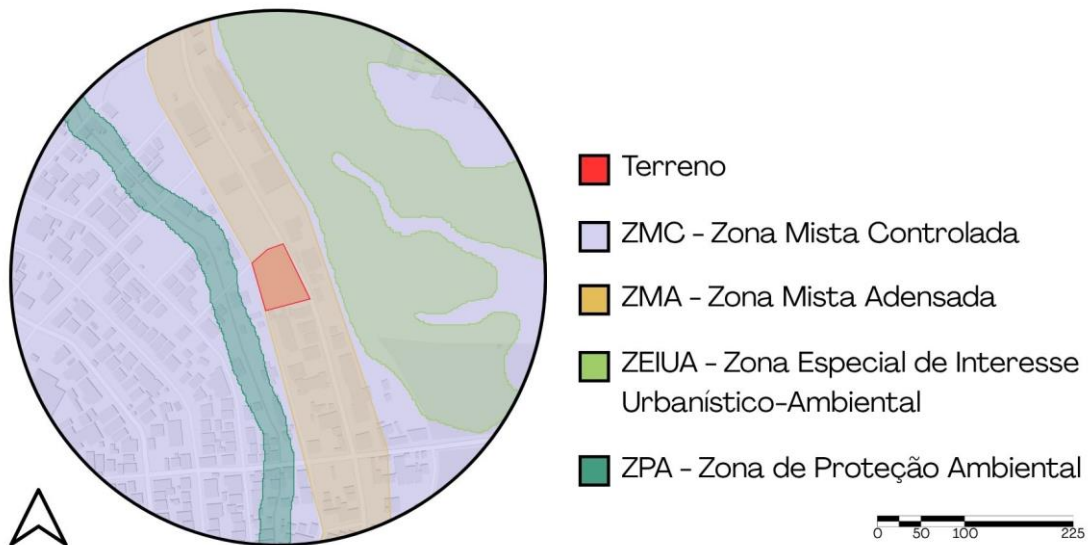 Terreno
ZMC - Zona Mista Controlada
ZMA - Zona Mista Adensada
ZEIUA - Zona Especial de Interesse
Urbanístico-Ambiental
ZPA - Zona de Proteção Ambiental
0 50 100 225